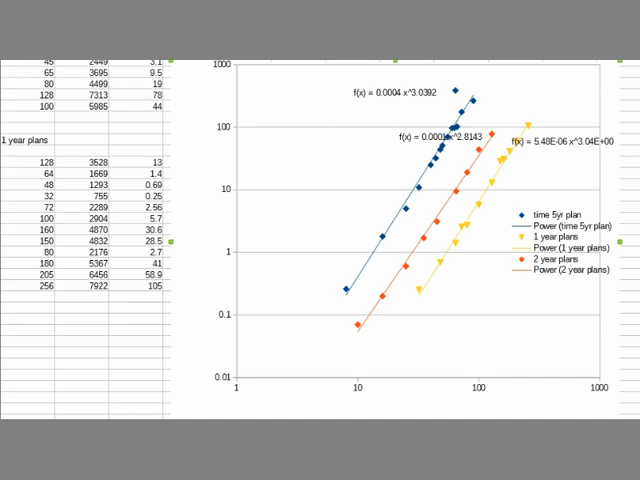 45 2449 3.1
65 3695 9.5
80 4499 19
128 7313 78
100 5985 44
1 year plans
128 3528 13
64 1669 1.4
48 1293 0.69
32 755 0.25
72 2289 2.56
100 2904 5.7
160 4870 30.6
150 4832 28.5
80 2176 2.7
180 5367 41
205 6456 58.9
256 7922 105
1000
100
10
1
0.1
0.01
1 10 100 1000
f(x) = 0.0004 x^3.0392
f(x) = 0.0001 x^2.8143
f(x) = 5.48E-06 x^3.04E+00
time 5yr plan
Power (time 5yr plan)
1 year plans
Power (1 year plans)
2 year plans
Power (2 year plans)